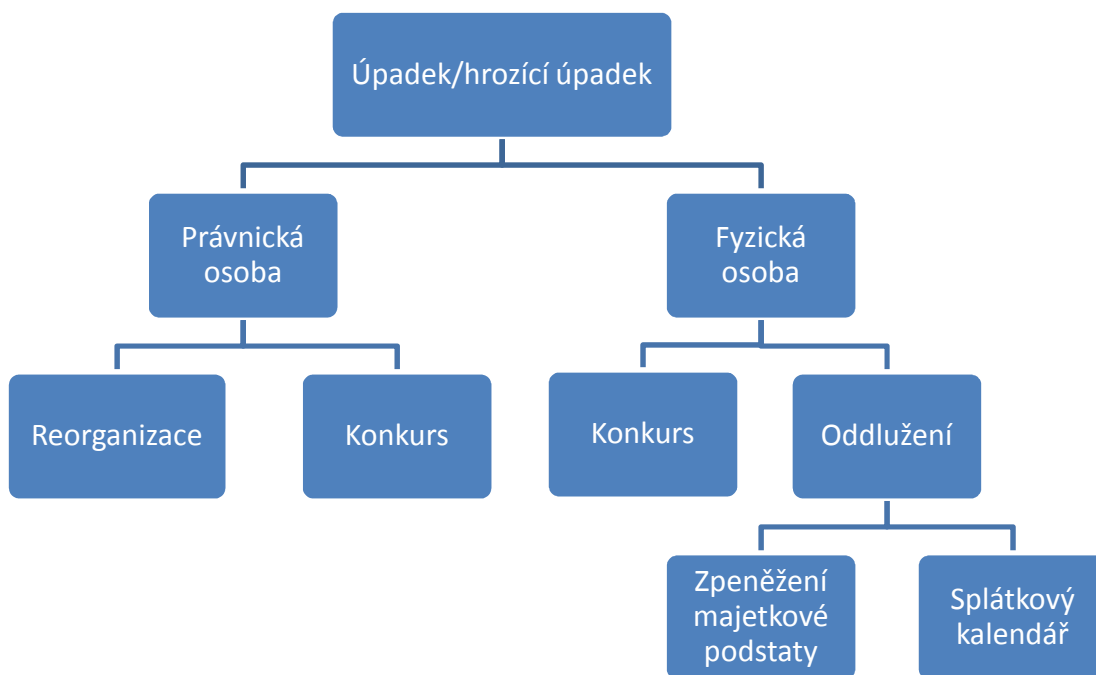 Úpadek/hrozící úpadek
Právnická
osoba
Fyzická
osoba
Reorganizace
Konkurs
Konkurs
Oddlužení
Zpeněžení
majetkové
podstaty
Splátkový
kalendář